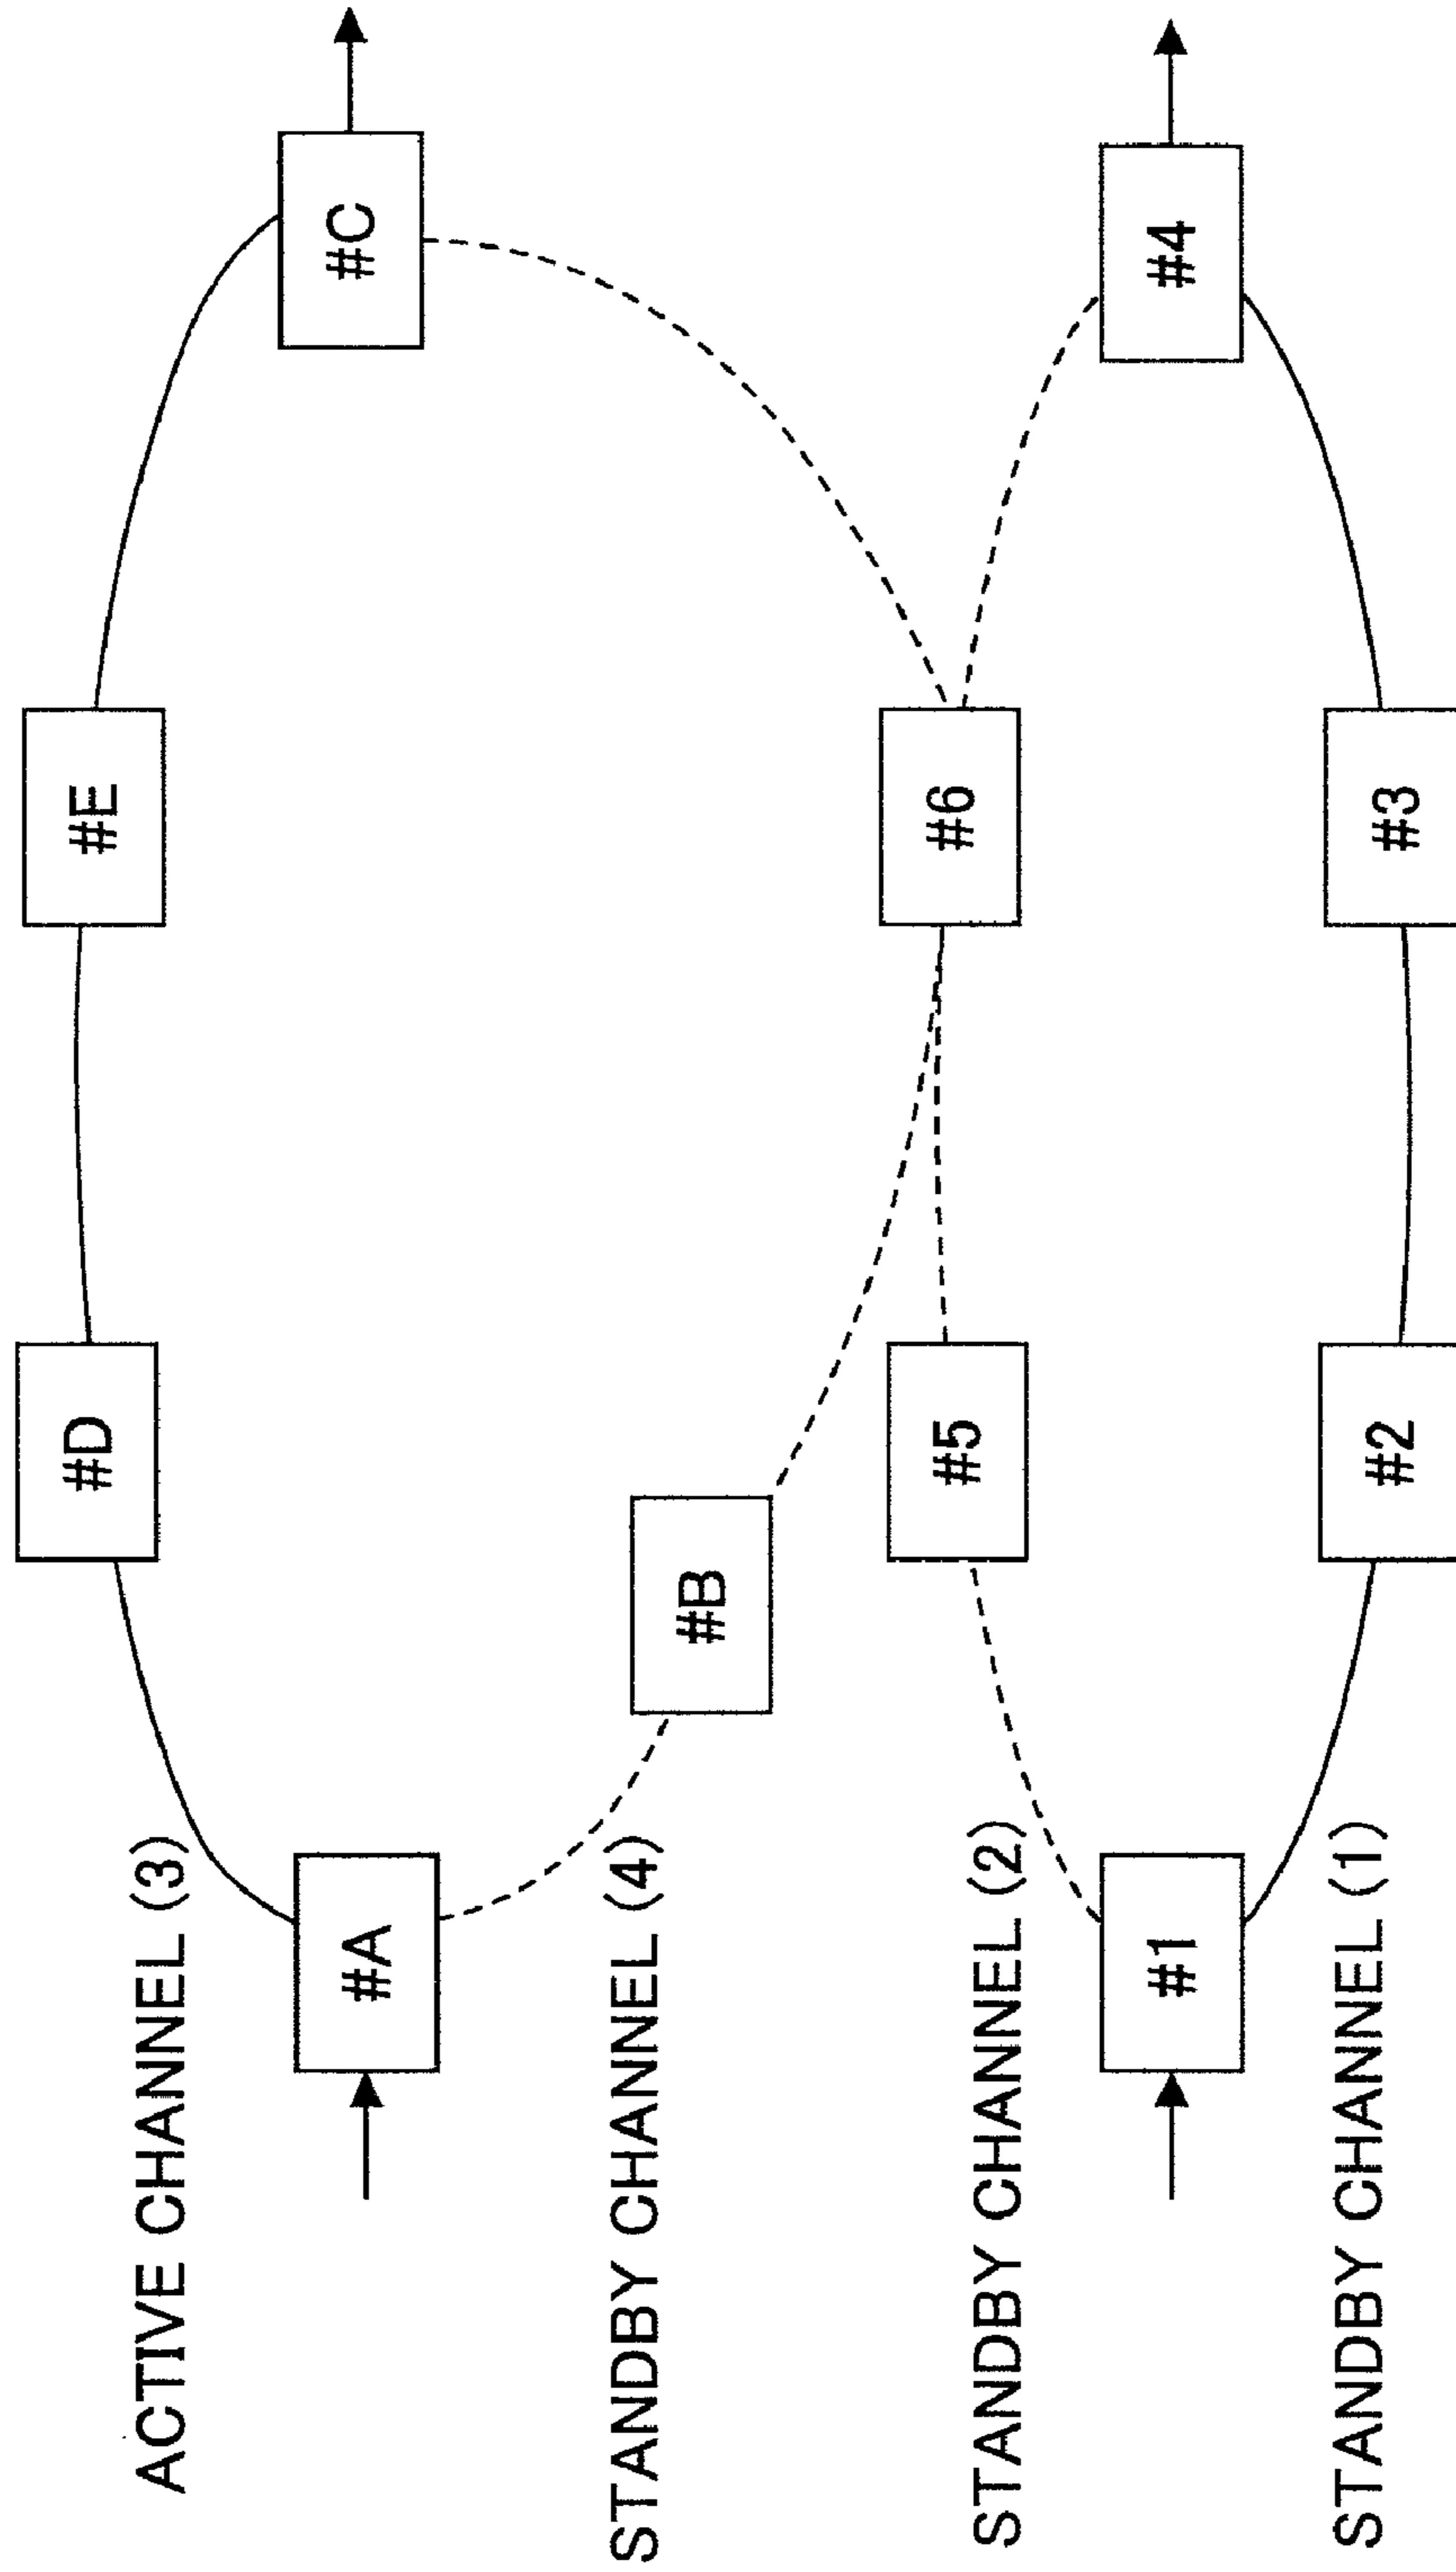 ACTIVE CHANNEL (3)
#D
#E
#A
#C
STANDBY CHANNEL (4)
#B
STANDBY CHANNEL (2)
#5
#6
#1
#4
STANDBY CHANNEL (1)
#2
#3